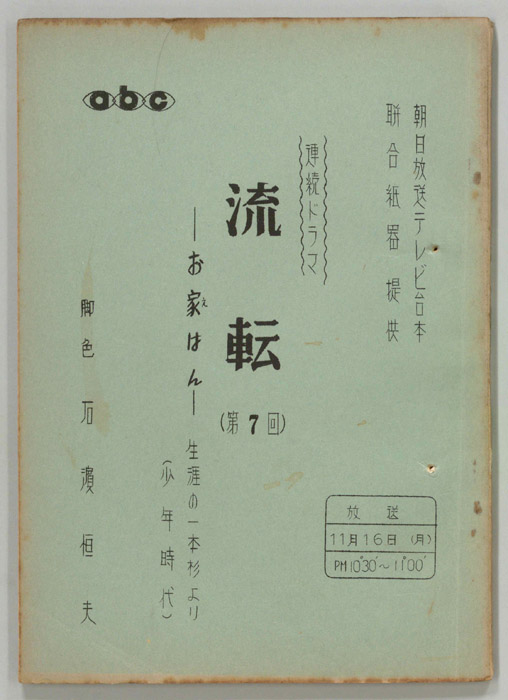 朝日放送テレビ台本
聯合紙器提供
連続ドラマ
流転
(第7回)
―お家はん―
え
生涯の一本杉より
(少年時代)
脚色 石濱恒夫
abc
放送
11月16日(月)
PM10°30′～11°00′